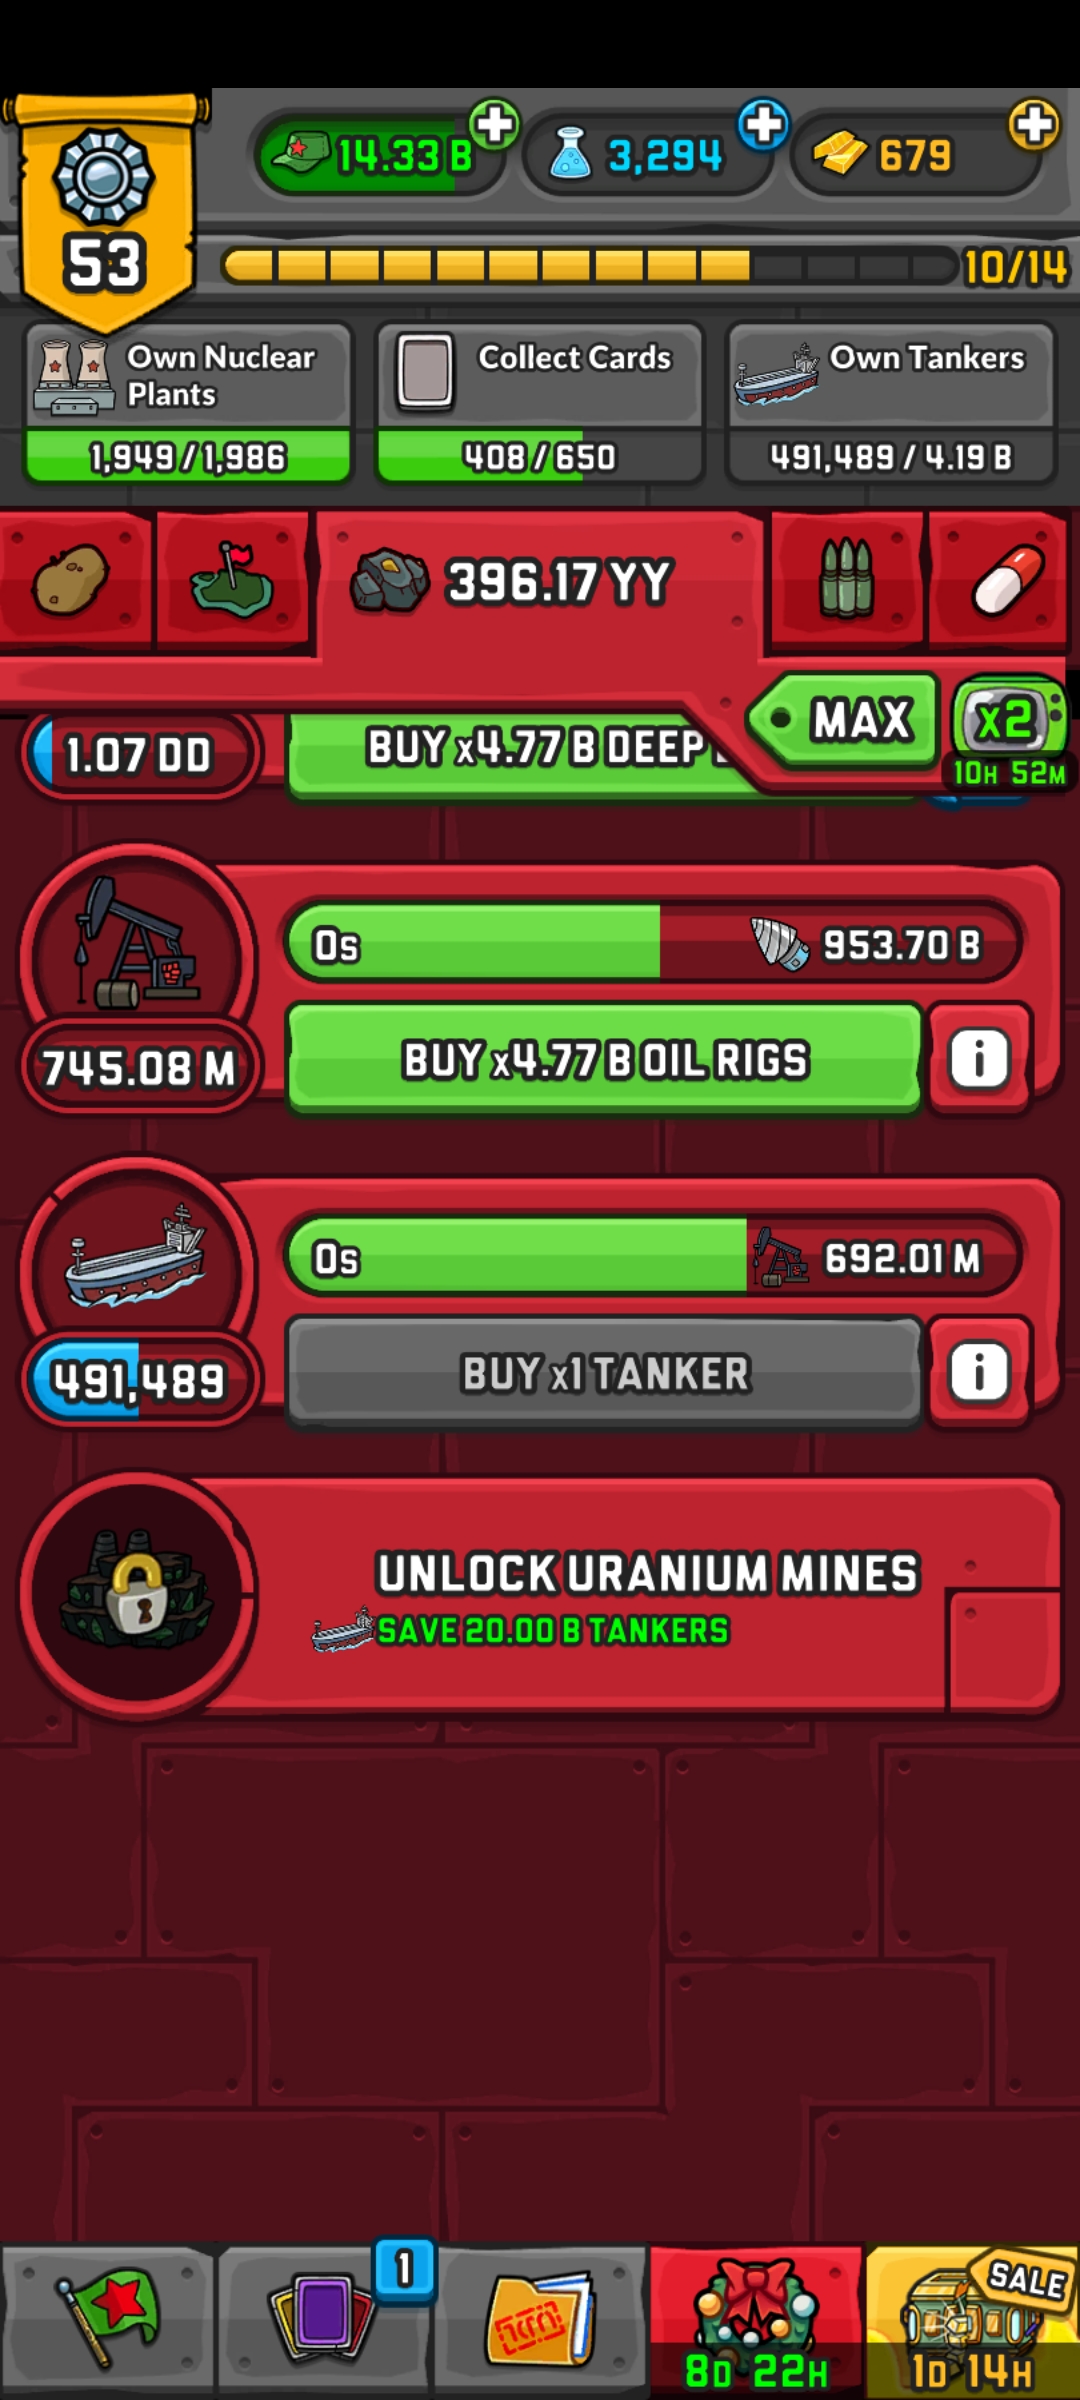 14.33 B
3,294
679
53
10/14
Own Nuclear
Plants
1,949/1,986
Collect Cards
408/650
Own Tankers
491,489/4.19 B
396.17 YY
MAX
x2
10H 52M
1.07 DD
BUY x4.77 B DEEP
0s
953.70 B
745.08 M
BUY x4.77 B OIL RIGS
i
0s
692.01 M
491,489
BUY x1 TANKER
i
UNLOCK URANIUM MINES
SAVE 20.00 B TANKERS
1
8D 22H
SALE
1D 14H